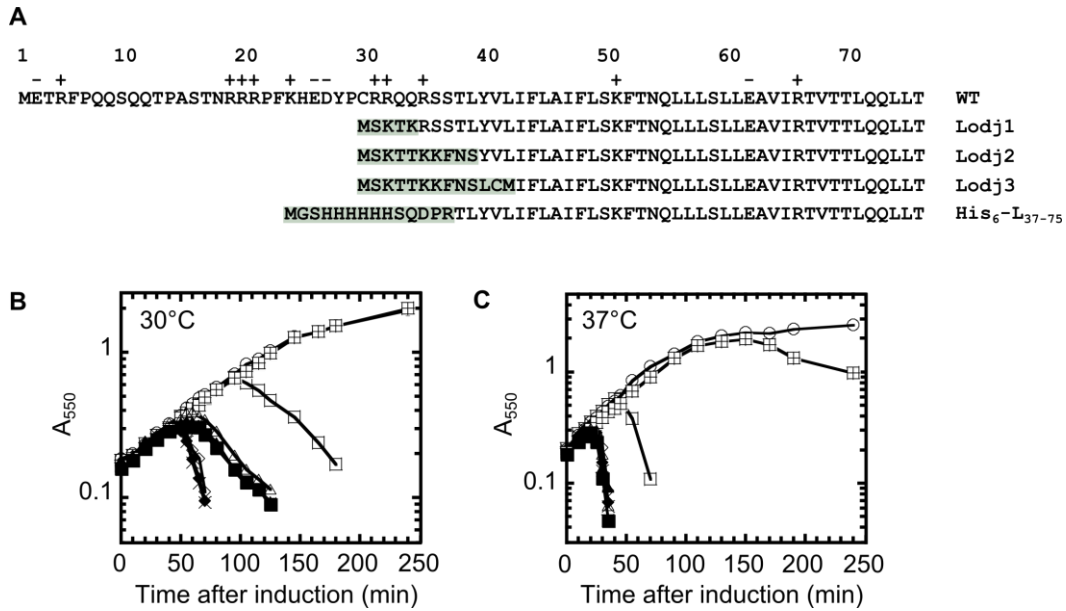 A
1 10 20 30 40 50 60 70
− + +++ + −− ++ + + − +
METRFPQQSQQTPASTNRRRPFKHEDYPCRRQQRSSTLYVLIFLAIFLSKFTNQLLLSLLEAVIRTVTTLQQLLT WT
MSKTKRSSTLYVLIFLAIFLSKFTNQLLLSLLEAVIRTVTTLQQLLT Lodj1
MSKTTKKFNSYVLIFLAIFLSKFTNQLLLSLLEAVIRTVTTLQQLLT Lodj2
MSKTTKKFNSLCMIFLAIFLSKFTNQLLLSLLEAVIRTVTTLQQLLT Lodj3
MGSHHHHHHSQDPRTLYVLIFLAIFLSKFTNQLLLSLLEAVIRTVTTLQQLLT His6-L37-75
B
30°C
1
0.1
A550
0 50 100 150 200 250
Time after induction (min)
C
37°C
1
0.1
A550
0 50 100 150 200 250
Time after induction (min)